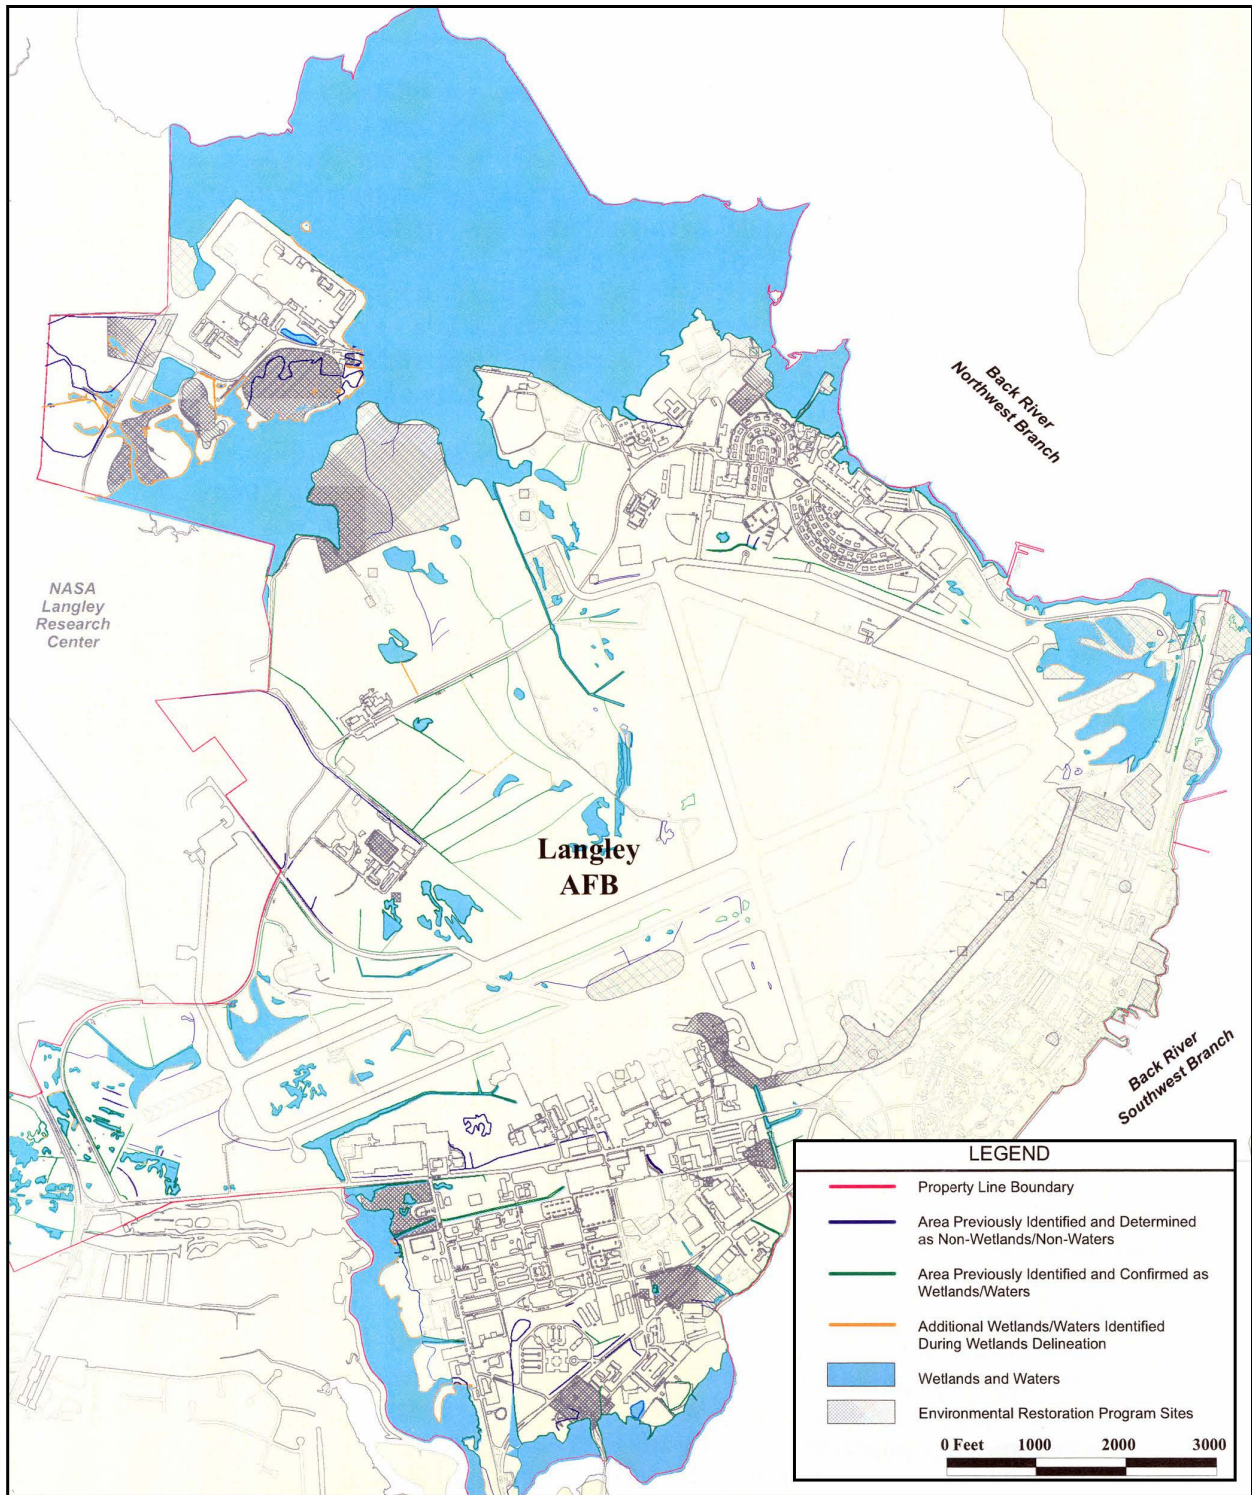 Back River
Northwest Branch
NASA
Langley
Research
Center
Langley
AFB
Back River
Southwest Branch
LEGEND
Property Line Boundary
Area Previously Identified and Determined
as Non-Wetlands/Non-Waters
Area Previously Identified and Confirmed as
Wetlands/Waters
Additional Wetlands/Waters Identified
During Wetlands Delineation
Wetlands and Waters
Environmental Restoration Program Sites
0 Feet 1000 2000 3000